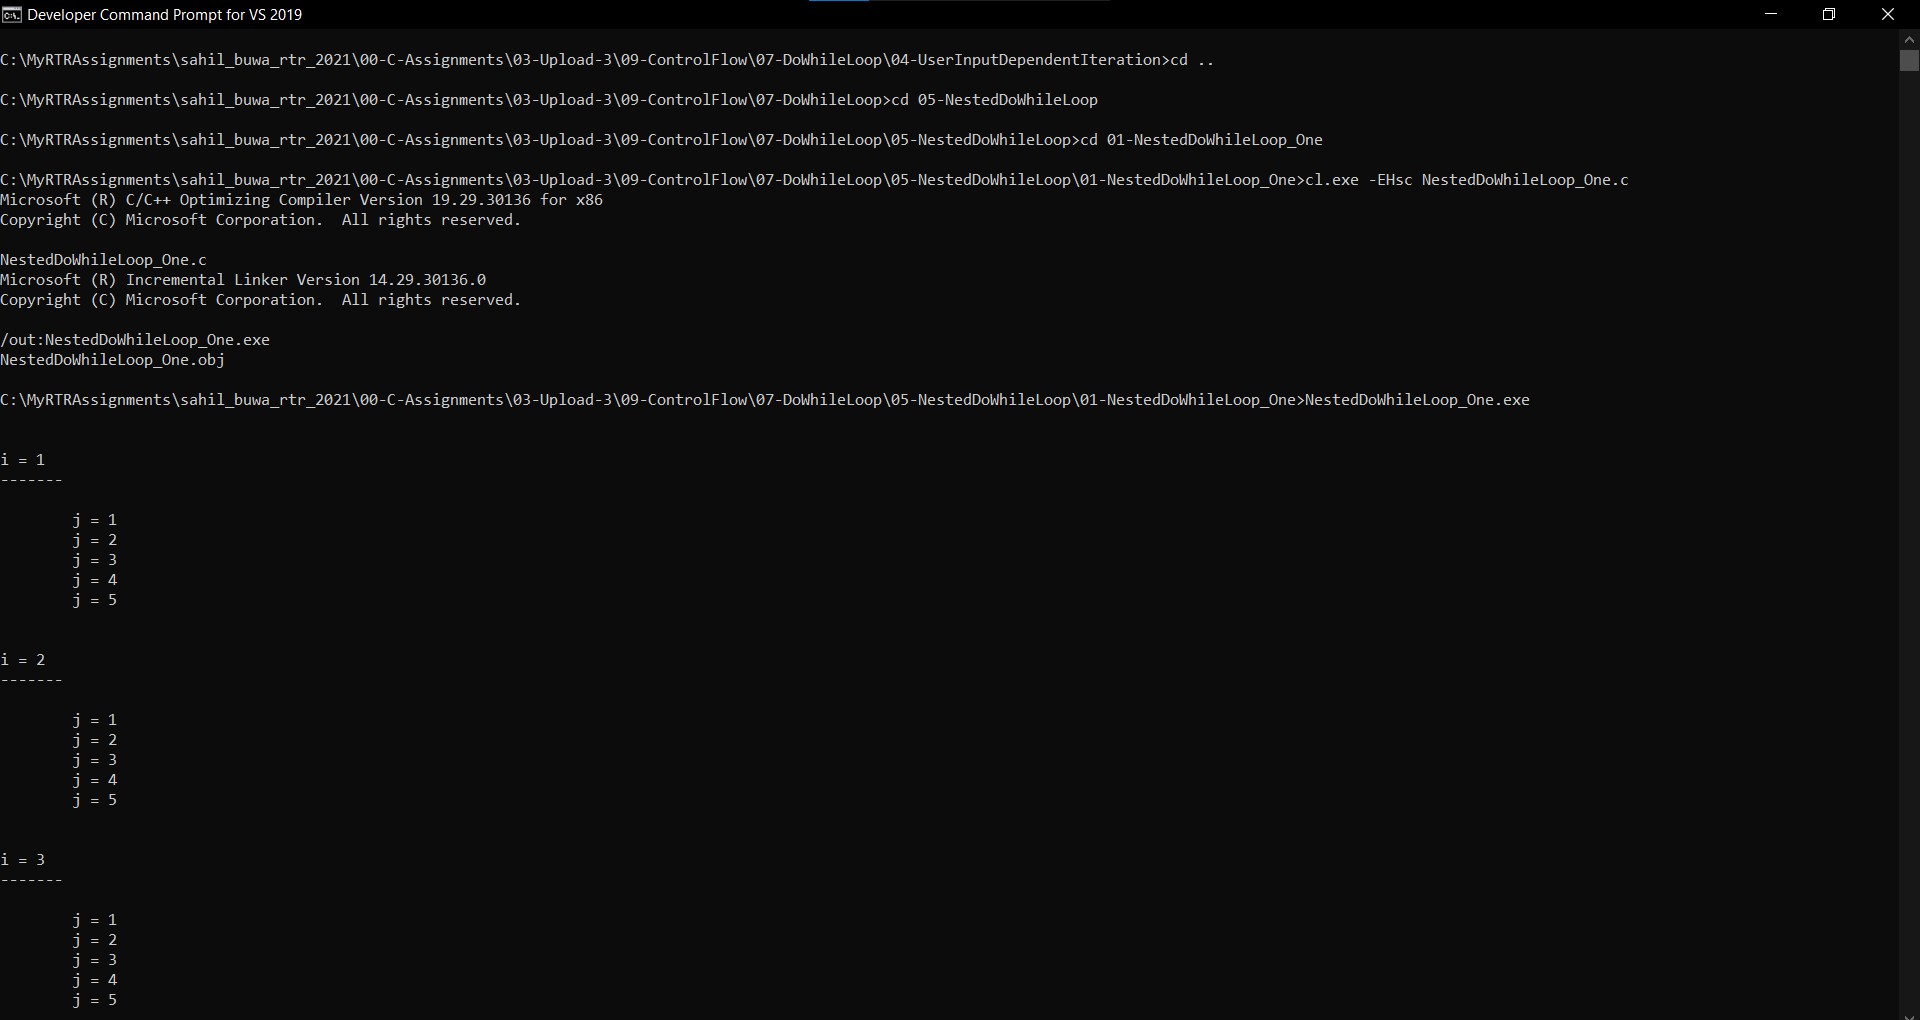 Developer Command Prompt for VS 2019
C:\MyRTRAssignments\sahil_buwa_rtr_2021\00-C-Assignments\03-Upload-3\09-ControlFlow\07-DoWhileLoop\04-UserInputDependentIteration>cd ..
C:\MyRTRAssignments\sahil_buwa_rtr_2021\00-C-Assignments\03-Upload-3\09-ControlFlow\07-DoWhileLoop>cd 05-NestedDoWhileLoop
C:\MyRTRAssignments\sahil_buwa_rtr_2021\00-C-Assignments\03-Upload-3\09-ControlFlow\07-DoWhileLoop\05-NestedDoWhileLoop>cd 01-NestedDoWhileLoop_One
C:\MyRTRAssignments\sahil_buwa_rtr_2021\00-C-Assignments\03-Upload-3\09-ControlFlow\07-DoWhileLoop\05-NestedDoWhileLoop\01-NestedDoWhileLoop_One>cl.exe -EHsc NestedDoWhileLoop_One.c
Microsoft (R) C/C++ Optimizing Compiler Version 19.29.30136 for x86
Copyright (C) Microsoft Corporation.  All rights reserved.
NestedDoWhileLoop_One.c
Microsoft (R) Incremental Linker Version 14.29.30136.0
Copyright (C) Microsoft Corporation.  All rights reserved.
/out:NestedDoWhileLoop_One.exe
NestedDoWhileLoop_One.obj
C:\MyRTRAssignments\sahil_buwa_rtr_2021\00-C-Assignments\03-Upload-3\09-ControlFlow\07-DoWhileLoop\05-NestedDoWhileLoop\01-NestedDoWhileLoop_One>NestedDoWhileLoop_One.exe
i = 1
-------
j = 1
j = 2
j = 3
j = 4
j = 5
i = 2
-------
j = 1
j = 2
j = 3
j = 4
j = 5
i = 3
-------
j = 1
j = 2
j = 3
j = 4
j = 5